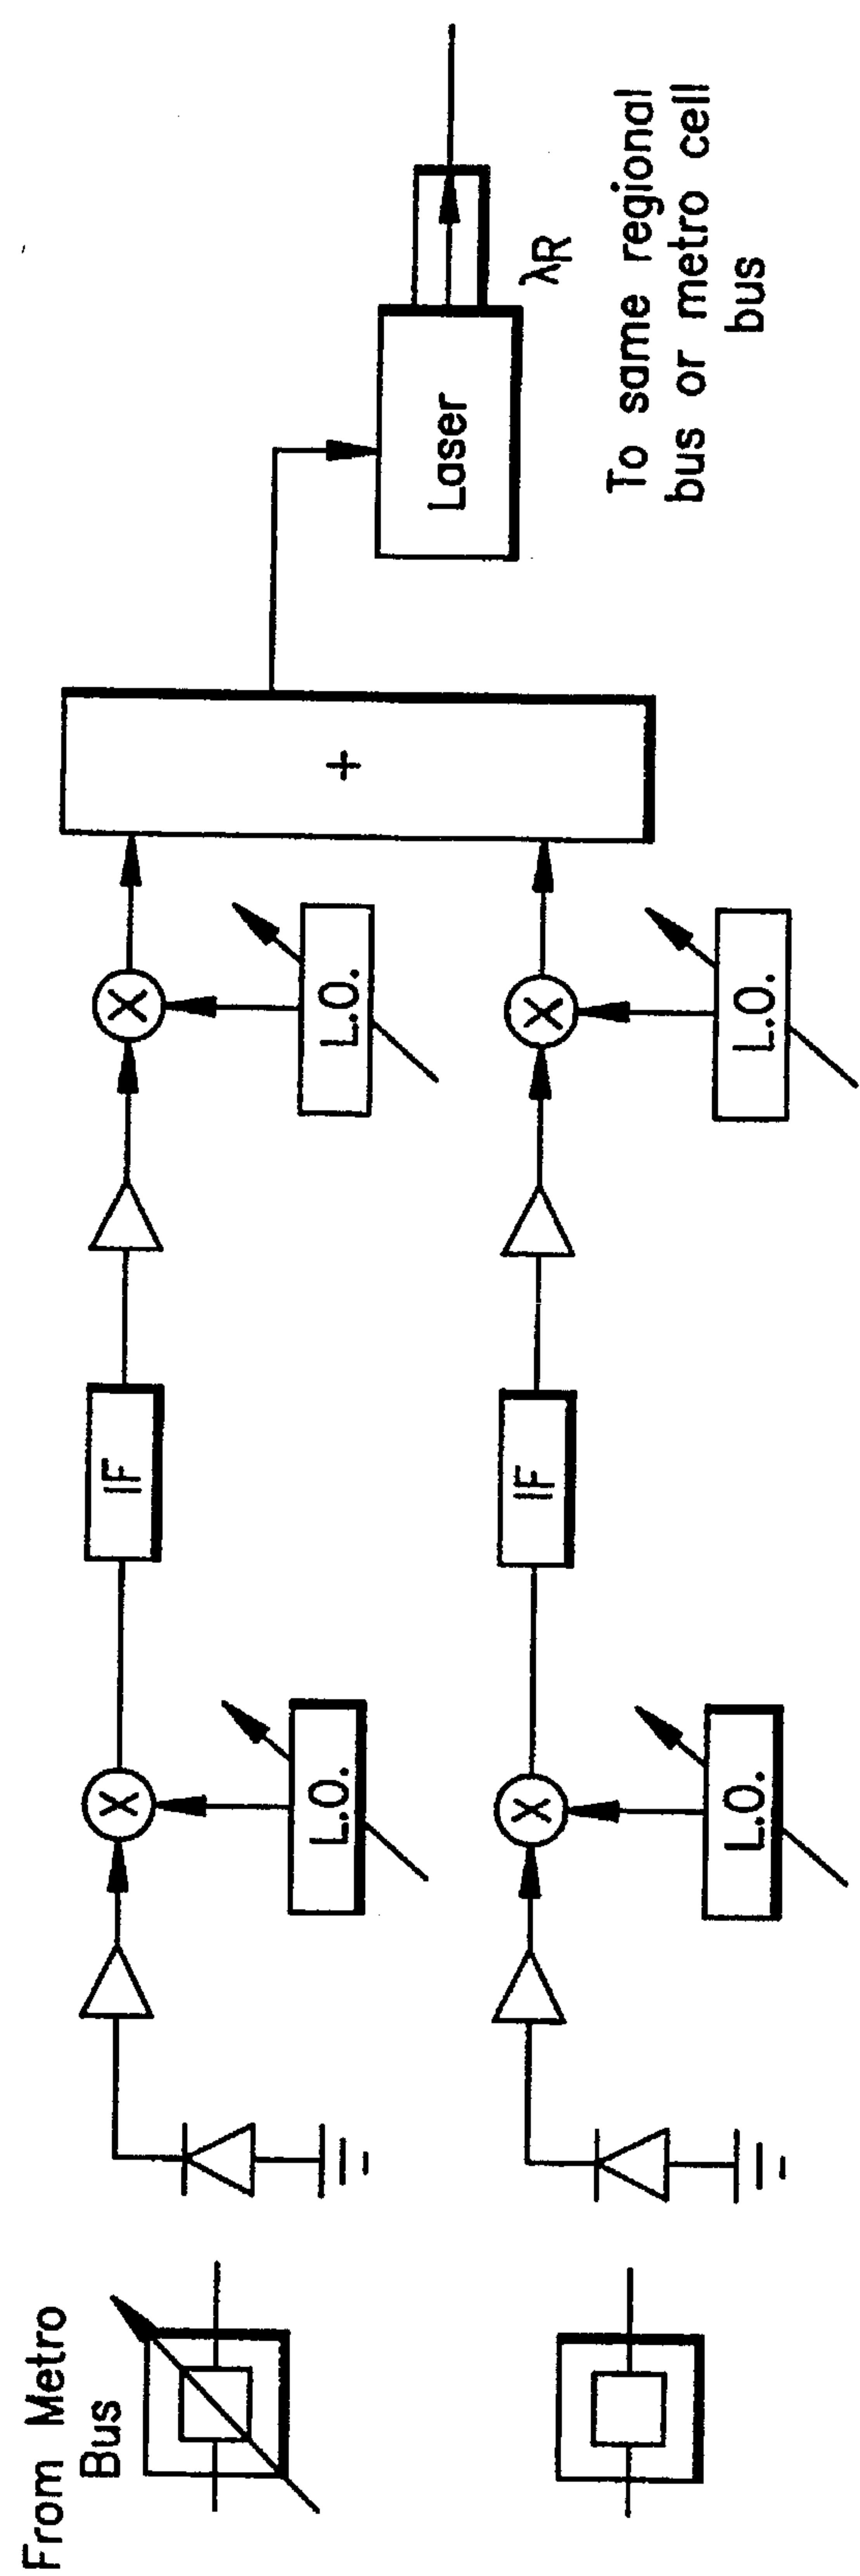 From Metro
Bus
L.O.
X
IF
L.O.
X
+
L.O.
X
IF
L.O.
X
Laser
λR
To same regional
bus or metro cell
bus